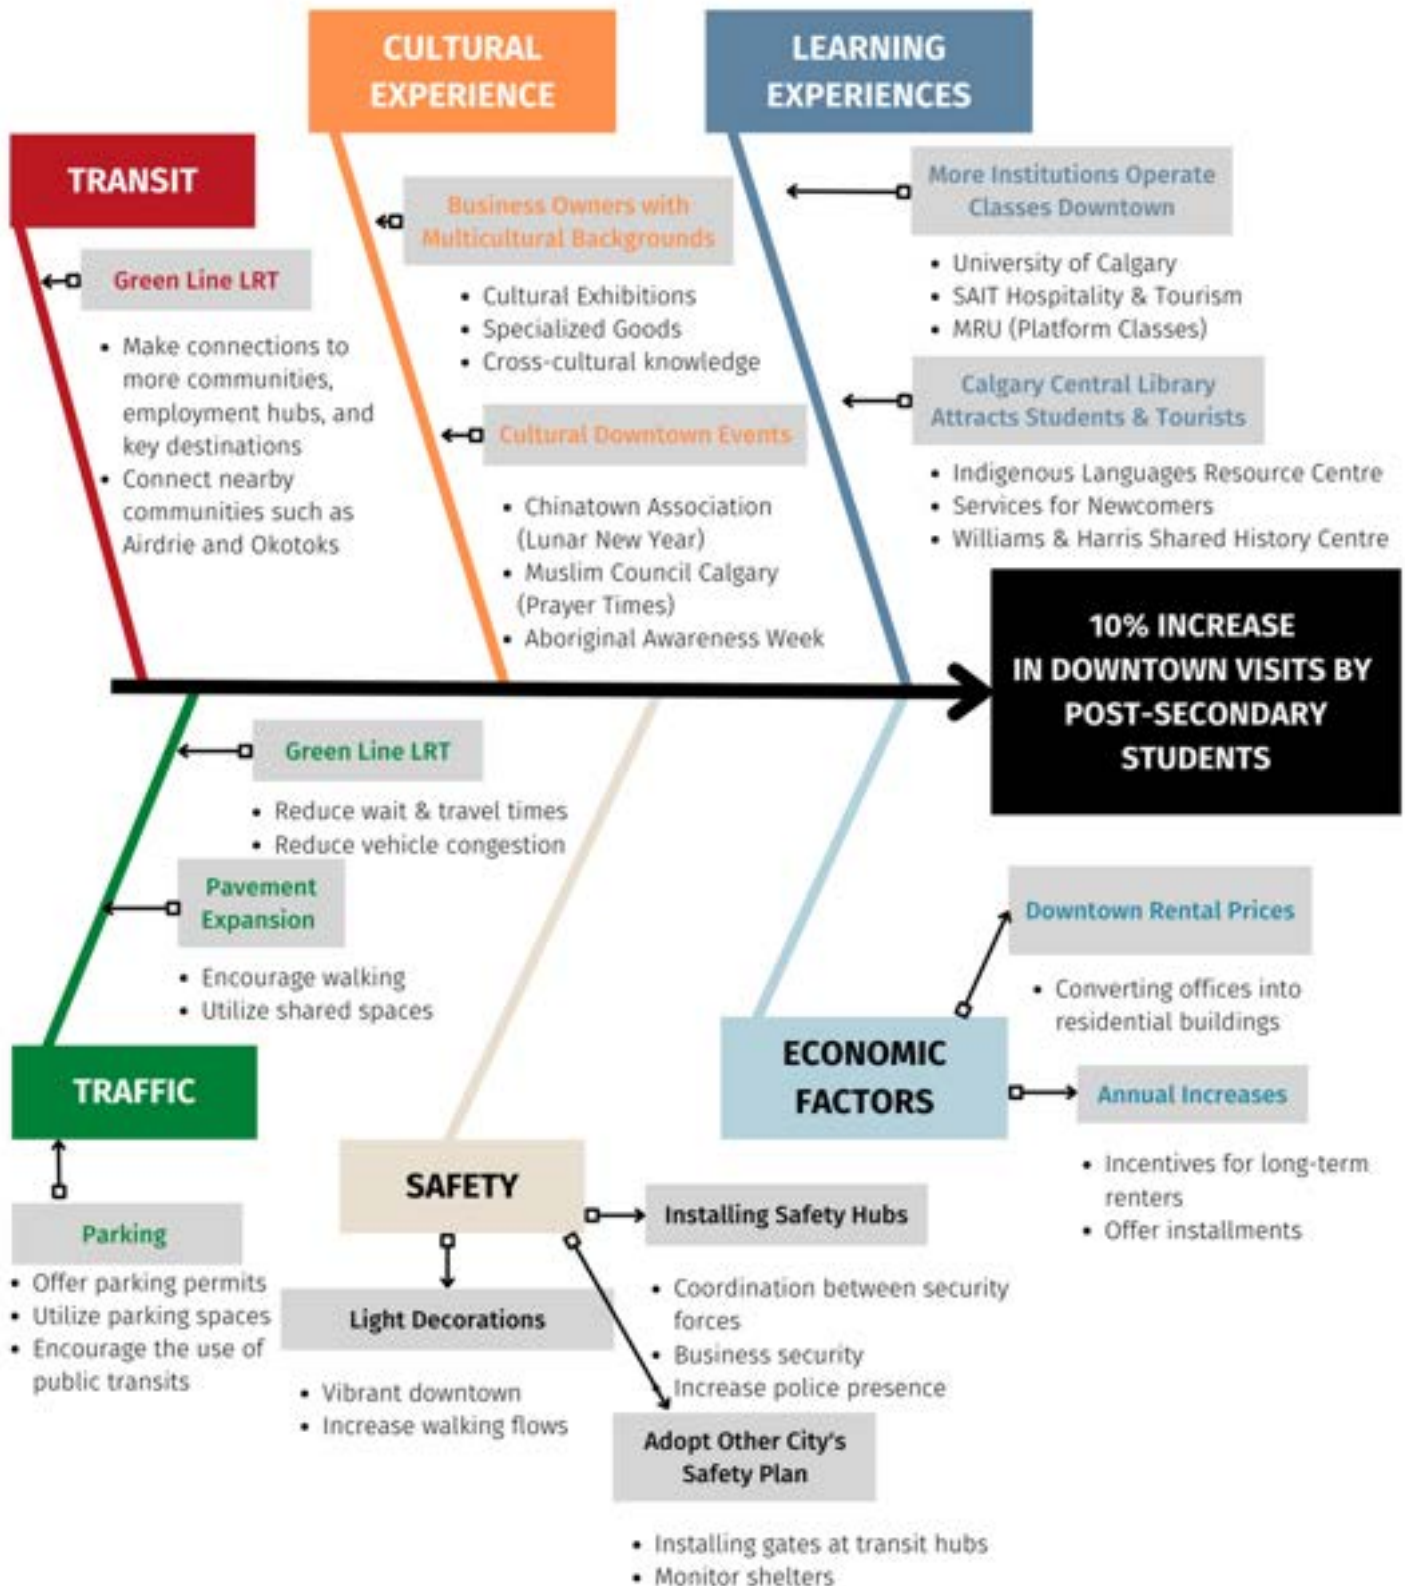 CULTURAL
EXPERIENCE
LEARNING
EXPERIENCES
TRANSIT
Green Line LRT
• Make connections to
more communities,
employment hubs, and
key destinations
• Connect nearby
communities such as
Airdrie and Okotoks
Business Owners with
Multicultural Backgrounds
• Cultural Exhibitions
• Specialized Goods
• Cross-cultural knowledge
Cultural Downtown Events
• Chinatown Association
(Lunar New Year)
• Muslim Council Calgary
(Prayer Times)
• Aboriginal Awareness Week
More Institutions Operate
Classes Downtown
• University of Calgary
• SAIT Hospitality & Tourism
• MRU (Platform Classes)
Calgary Central Library
Attracts Students & Tourists
• Indigenous Languages Resource Centre
• Services for Newcomers
• Williams & Harris Shared History Centre
10% INCREASE
IN DOWNTOWN VISITS BY
POST-SECONDARY
STUDENTS
Green Line LRT
• Reduce wait & travel times
• Reduce vehicle congestion
Pavement
Expansion
• Encourage walking
• Utilize shared spaces
TRAFFIC
Parking
• Offer parking permits
• Utilize parking spaces
• Encourage the use of
public transits
SAFETY
Light Decorations
• Vibrant downtown
• Increase walking flows
Installing Safety Hubs
• Coordination between security
forces
• Business security
• Increase police presence
Adopt Other City's
Safety Plan
• Installing gates at transit hubs
• Monitor shelters
ECONOMIC
FACTORS
Downtown Rental Prices
• Converting offices into
residential buildings
Annual Increases
• Incentives for long-term
renters
• Offer installments